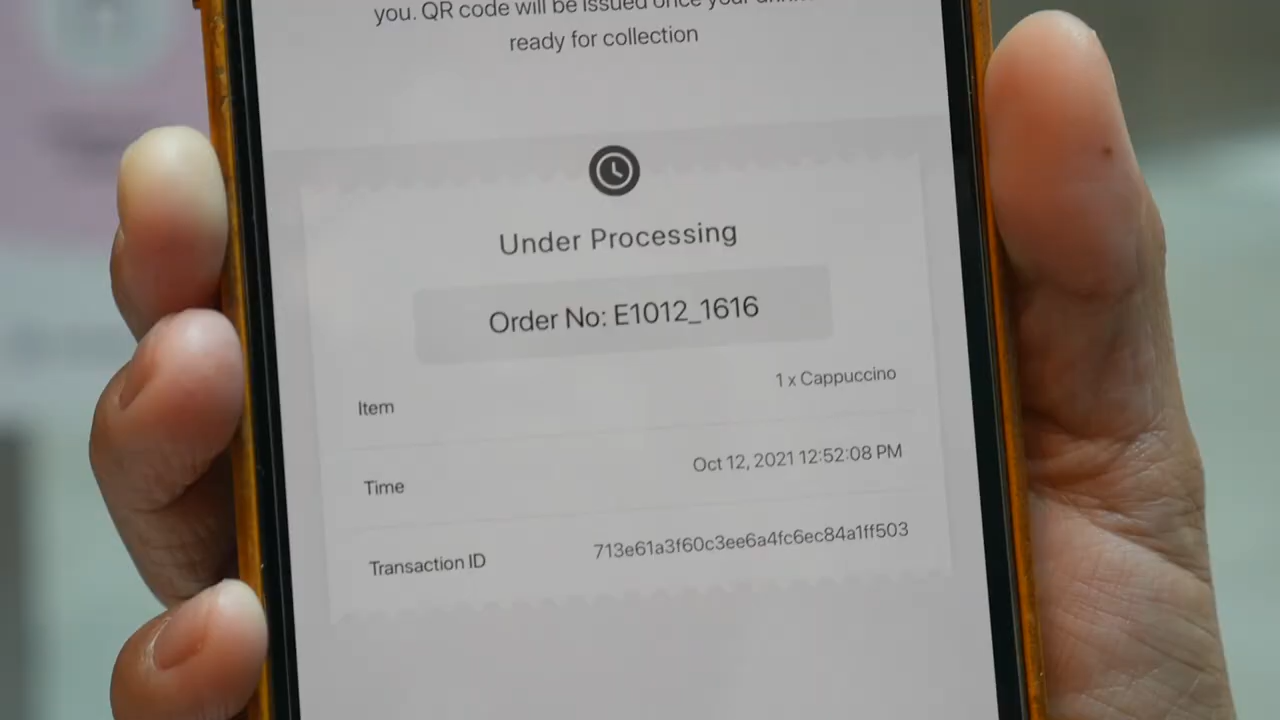 you. QR code will be issued once your
ready for collection
Under Processing
Order No: E1012_1616
Item 1 x Cappuccino
Time Oct 12, 2021 12:52:08 PM
Transaction ID 713e61a3f60c3ee6a4fc6ec84a1ff503